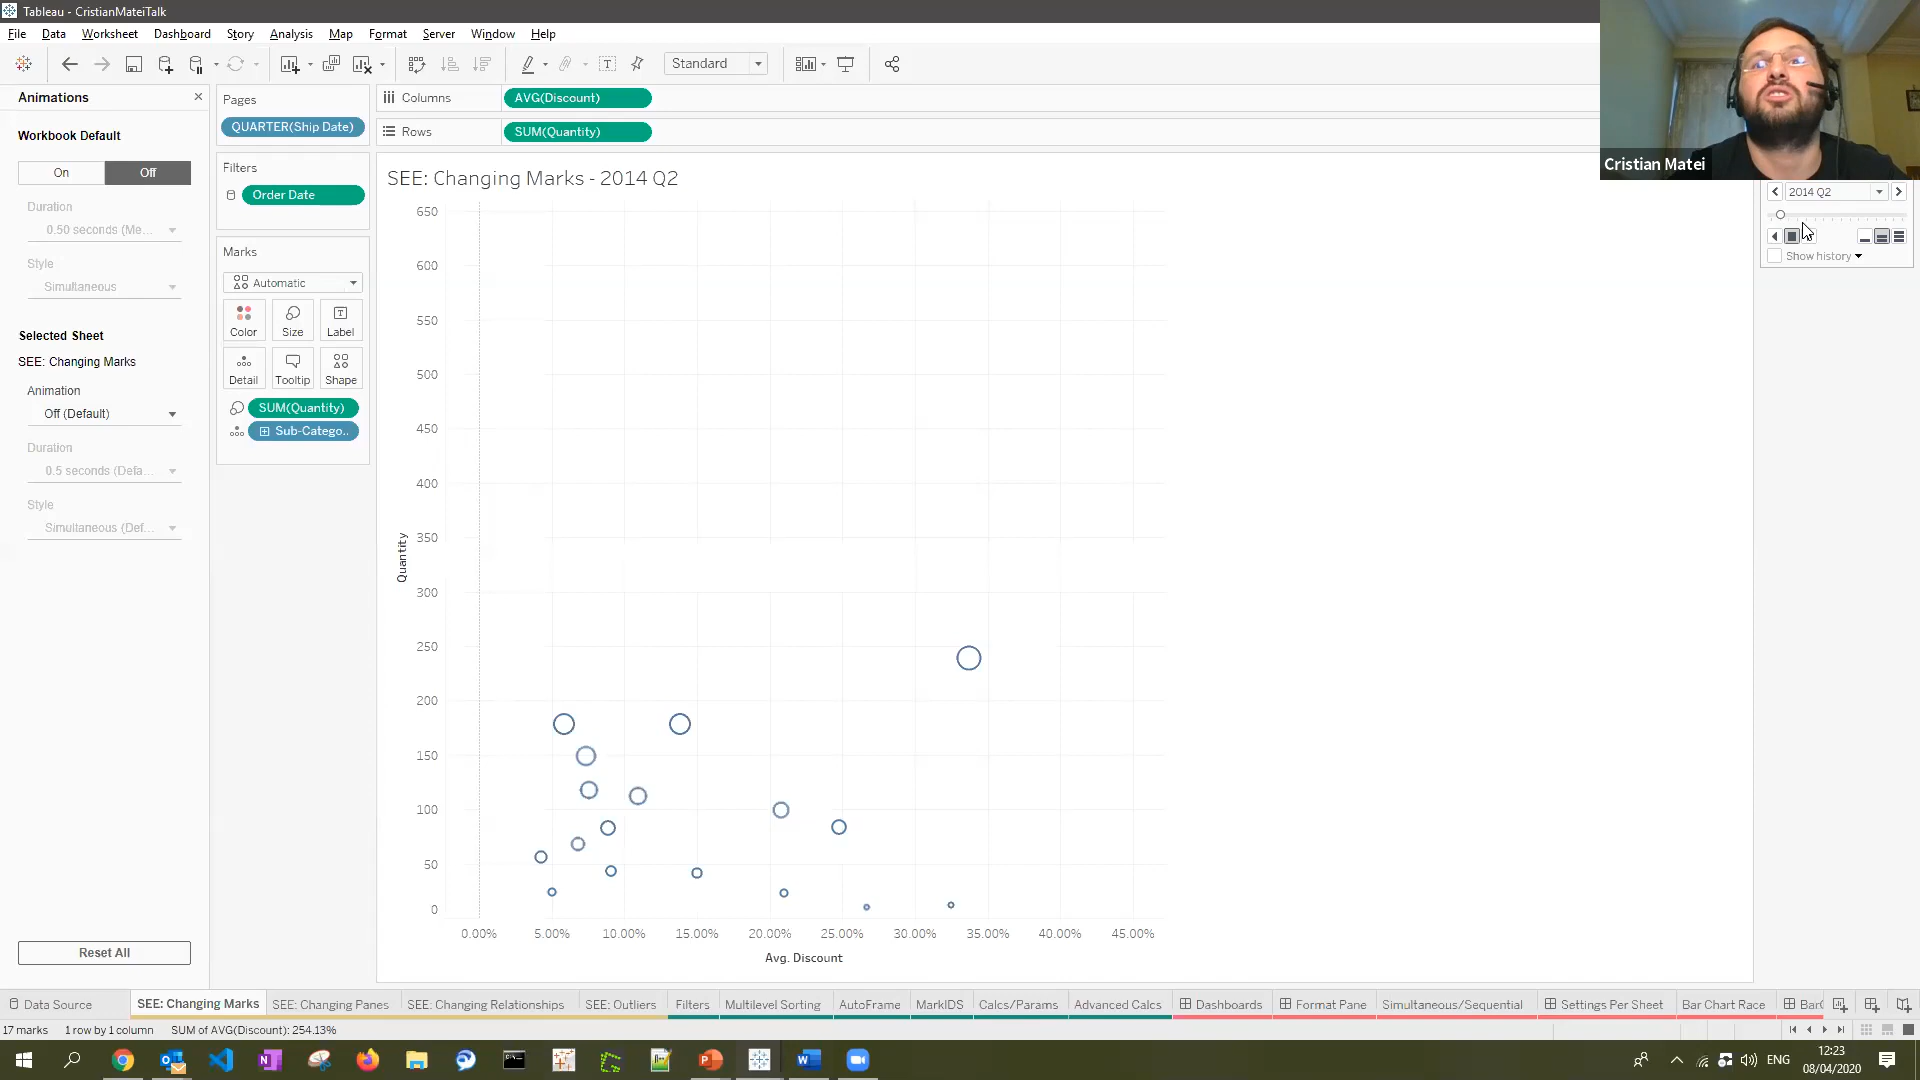 Tableau - CristianMateiTalk
File Data Worksheet Dashboard Story Analysis Map Format Server Window Help
Standard
Animations
Workbook Default
On Off
Duration
0.50 seconds (Me...
Style
Simultaneous
Selected Sheet
SEE: Changing Marks
Animation
Off (Default)
Duration
0.5 seconds (Defa...
Style
Simultaneous (Def...
Reset All
Pages
QUARTER(Ship Date)
Filters
Order Date
Marks
Automatic
Color Size Label
Detail Tooltip Shape
SUM(Quantity)
Sub-Catego..
Columns AVG(Discount)
Rows SUM(Quantity)
SEE: Changing Marks - 2014 Q2
650
600
550
500
450
400
350
300
250
200
150
100
50
0
Quantity
0.00% 5.00% 10.00% 15.00% 20.00% 25.00% 30.00% 35.00% 40.00% 45.00%
Avg. Discount
Cristian Matei
2014 Q2
Show history
Data Source SEE: Changing Marks SEE: Changing Panes SEE: Changing Relationships SEE: Outliers Filters Multilevel Sorting AutoFrame MarkIDS Calcs/Params Advanced Calcs Dashboards Format Pane Simultaneous/Sequential Settings Per Sheet Bar Chart Race
17 marks 1 row by 1 column SUM of AVG(Discount): 254.13%
ENG
12:23
08/04/2020